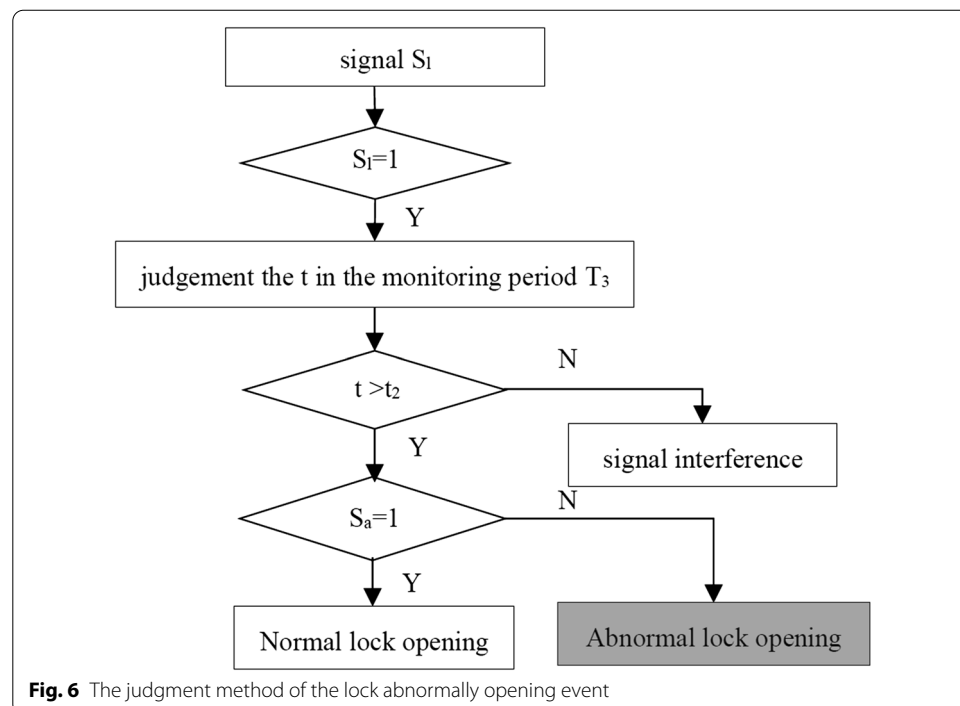 signal Sl
Sl=1
Y
judgement the t in the monitoring period T3
t >t2
N
Y
signal interference
Sa=1
N
Y
Normal lock opening
Abnormal lock opening
Fig. 6 The judgment method of the lock abnormally opening event